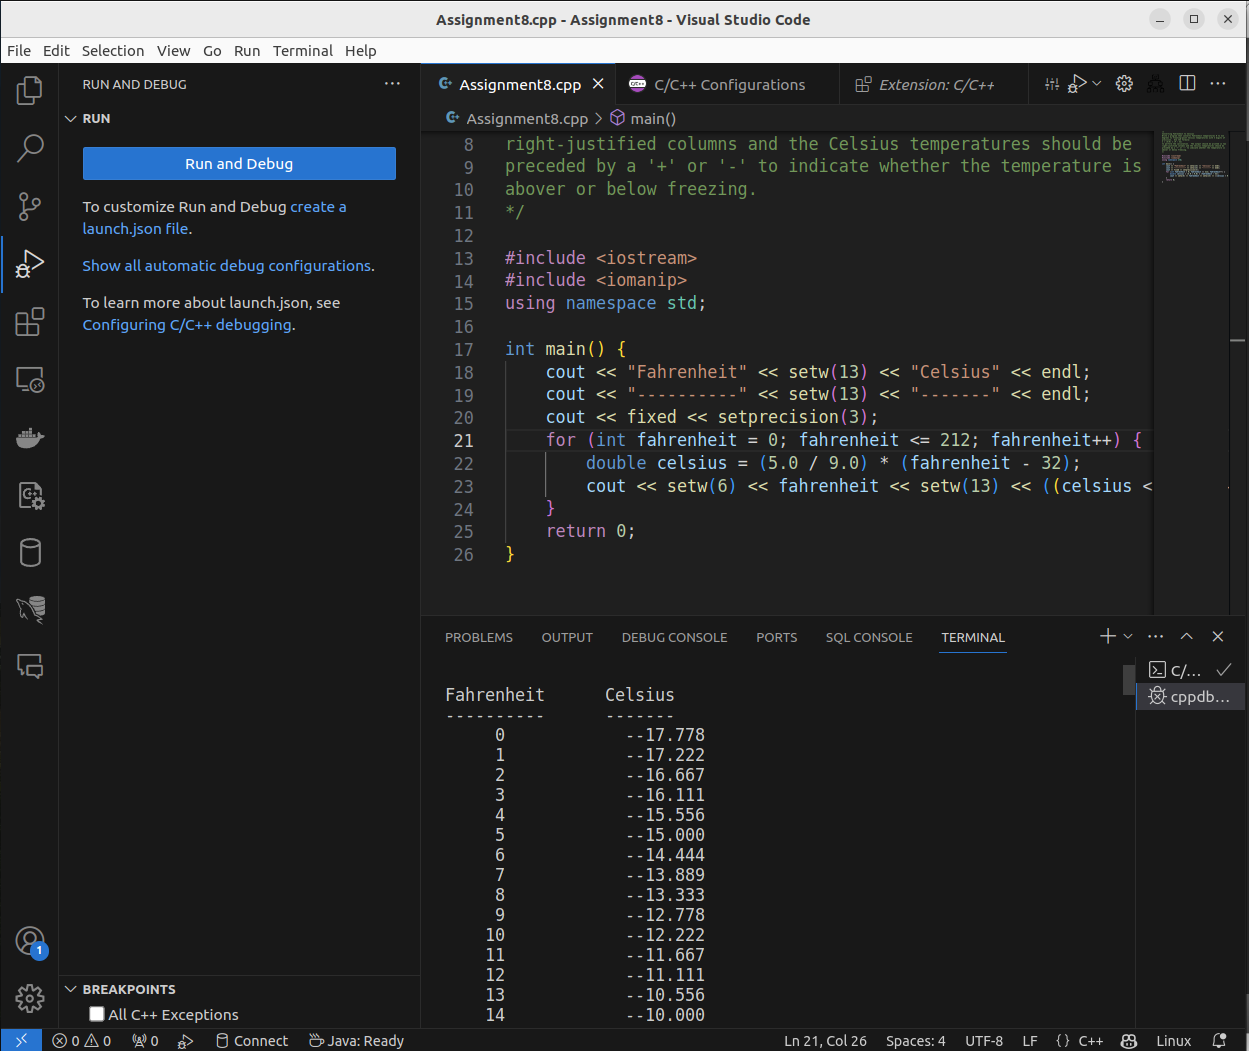 Assignment8.cpp - Assignment8 - Visual Studio Code
File Edit Selection View Go Run Terminal Help
RUN AND DEBUG
RUN
Run and Debug
To customize Run and Debug create a
launch.json file.
Show all automatic debug configurations.
To learn more about launch.json, see
Configuring C/C++ debugging.
BREAKPOINTS
All C++ Exceptions
1
Assignment8.cpp C/C++ Configurations Extension: C/C++
Assignment8.cpp > main()
8 right-justified columns and the Celsius temperatures should be
9 preceded by a '+' or '-' to indicate whether the temperature is
10 abover or below freezing.
11 */
12
13 #include <iostream>
14 #include <iomanip>
15 using namespace std;
16
17 int main() {
18 cout << "Fahrenheit" << setw(13) << "Celsius" << endl;
19 cout << "----------" << setw(13) << "-------" << endl;
20 cout << fixed << setprecision(3);
21 for (int fahrenheit = 0; fahrenheit <= 212; fahrenheit++) {
22 double celsius = (5.0 / 9.0) * (fahrenheit - 32);
23 cout << setw(6) << fahrenheit << setw(13) << ((celsius <
24 }
25 return 0;
26 }
PROBLEMS OUTPUT DEBUG CONSOLE PORTS SQL CONSOLE TERMINAL
C/...
cppdb...
Fahrenheit Celsius
---------- -------
0 --17.778
1 --17.222
2 --16.667
3 --16.111
4 --15.556
5 --15.000
6 --14.444
7 --13.889
8 --13.333
9 --12.778
10 --12.222
11 --11.667
12 --11.111
13 --10.556
14 --10.000
0 0 0 Connect Java: Ready Ln 21, Col 26 Spaces: 4 UTF-8 LF {} C++ Linux